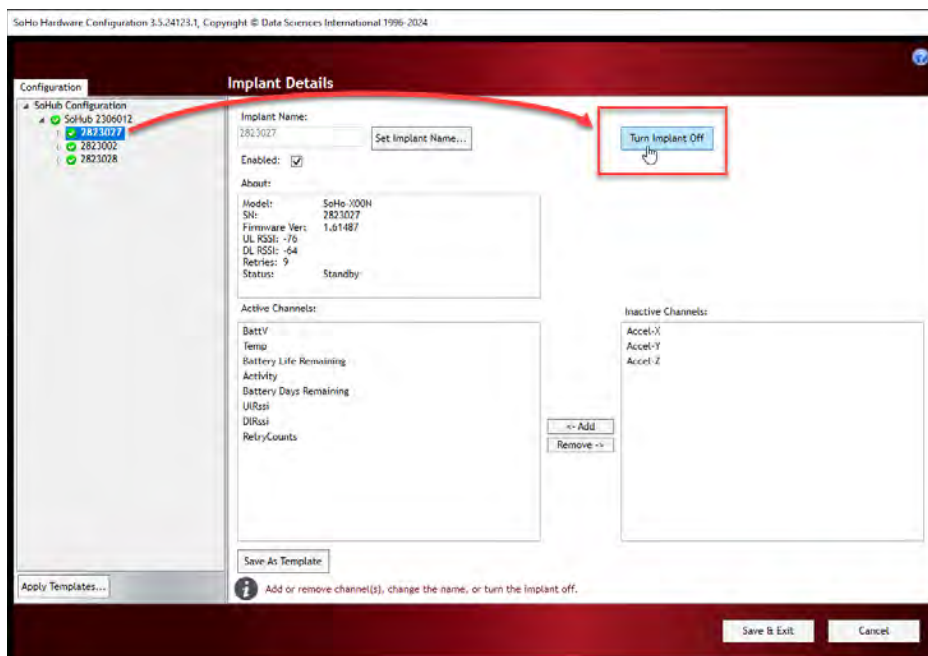 SoHo Hardware Configuration 3.5.24123.1, Copyright © Data Sciences International 1996-2024
?
Configuration
Implant Details
SoHub Configuration
SoHub 2306012
2823027
2823002
2823028
Implant Name:
2823027
Set Implant Name...
Turn Implant Off
Enabled:
About:
Model: SoHo-X00N
SN: 2823027
Firmware Ver: 1.61487
UL RSSI: -76
DL RSSI: -64
Retries: 9
Status: Standby
Active Channels:
BattV
Temp
Battery Life Remaining
Activity
Battery Days Remaining
UlRssi
DlRssi
RetryCounts
<- Add
Remove ->
Inactive Channels:
Accel-X
Accel-Y
Accel-Z
Save As Template
Apply Templates...
i Add or remove channel(s), change the name, or turn the implant off.
Save & Exit
Cancel